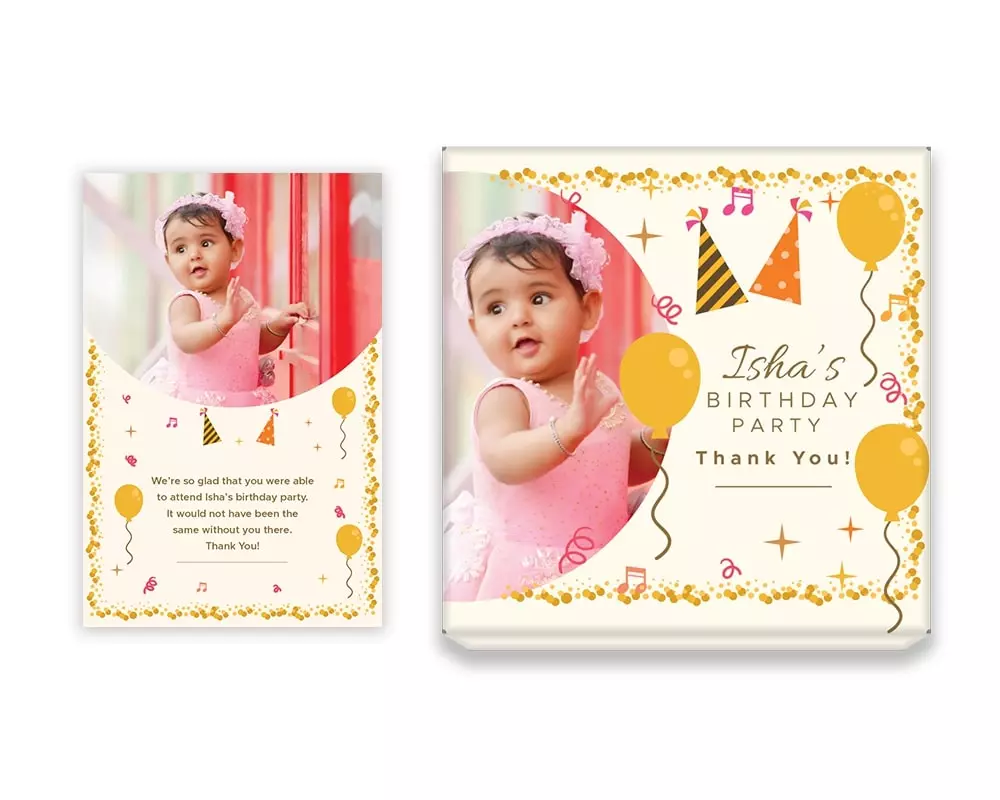 We're so glad that you were able
to attend Isha's birthday party.
It would not have been the
same without you there.
Thank You!
Isha's
BIRTHDAY
PARTY
Thank You!